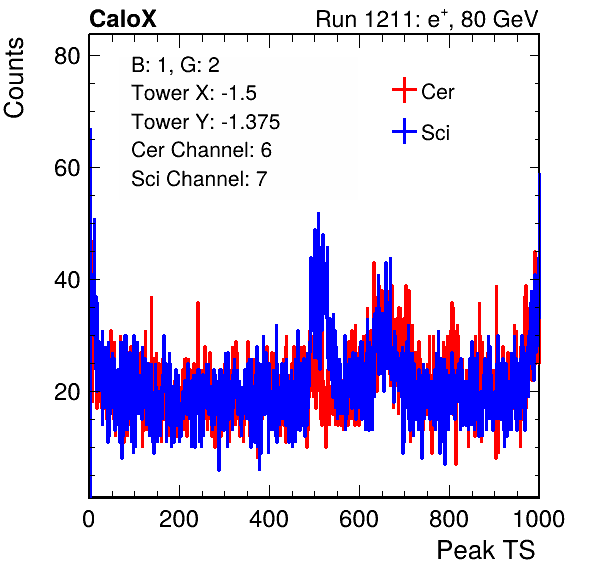 CaloX
Run 1211: e+, 80 GeV
Counts
80
60
40
20
B: 1, G: 2
Tower X: -1.5
Tower Y: -1.375
Cer Channel: 6
Sci Channel: 7
Cer
Sci
0
200
400
600
800
1000
Peak TS